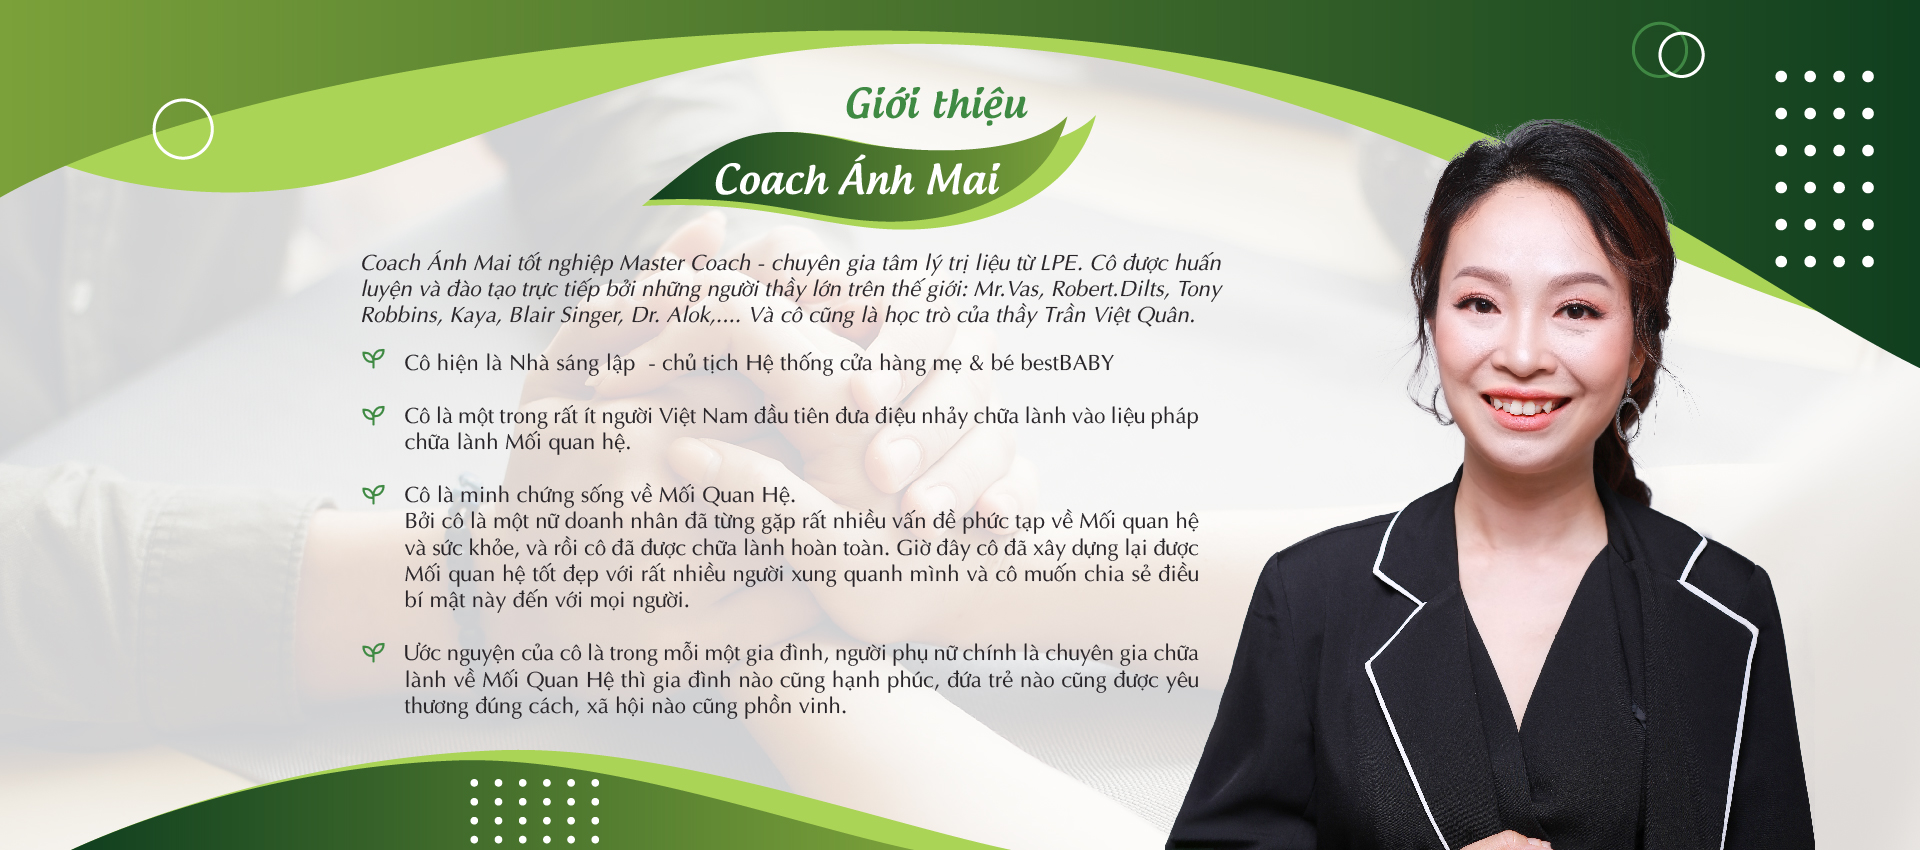 Giới thiệu
Coach Ánh Mai
Coach Ánh Mai tốt nghiệp Master Coach - chuyên gia tâm lý trị liệu từ LPE. Cô được huấn
luyện và đào tạo trực tiếp bởi những người thầy lớn trên thế giới: Mr.Vas, Robert.Dilts, Tony
Robbins, Kaya, Blair Singer, Dr. Alok,.... Và cô cũng là học trò của thầy Trần Việt Quân.
Cô hiện là Nhà sáng lập - chủ tịch Hệ thống cửa hàng mẹ & bé bestBABY
Cô là một trong rất ít người Việt Nam đầu tiên đưa điệu nhảy chữa lành vào liệu pháp
chữa lành Mối quan hệ.
Cô là minh chứng sống về Mối Quan Hệ.
Bởi cô là một nữ doanh nhân đã từng gặp rất nhiều vấn đề phức tạp về Mối quan hệ
và sức khỏe, và rồi cô đã được chữa lành hoàn toàn. Giờ đây cô đã xây dựng lại được
Mối quan hệ tốt đẹp với rất nhiều người xung quanh mình và cô muốn chia sẻ điều
bí mật này đến với mọi người.
Ước nguyện của cô là trong mỗi một gia đình, người phụ nữ chính là chuyên gia chữa
lành về Mối Quan Hệ thì gia đình nào cũng hạnh phúc, đứa trẻ nào cũng được yêu
thương đúng cách, xã hội nào cũng phồn vinh.